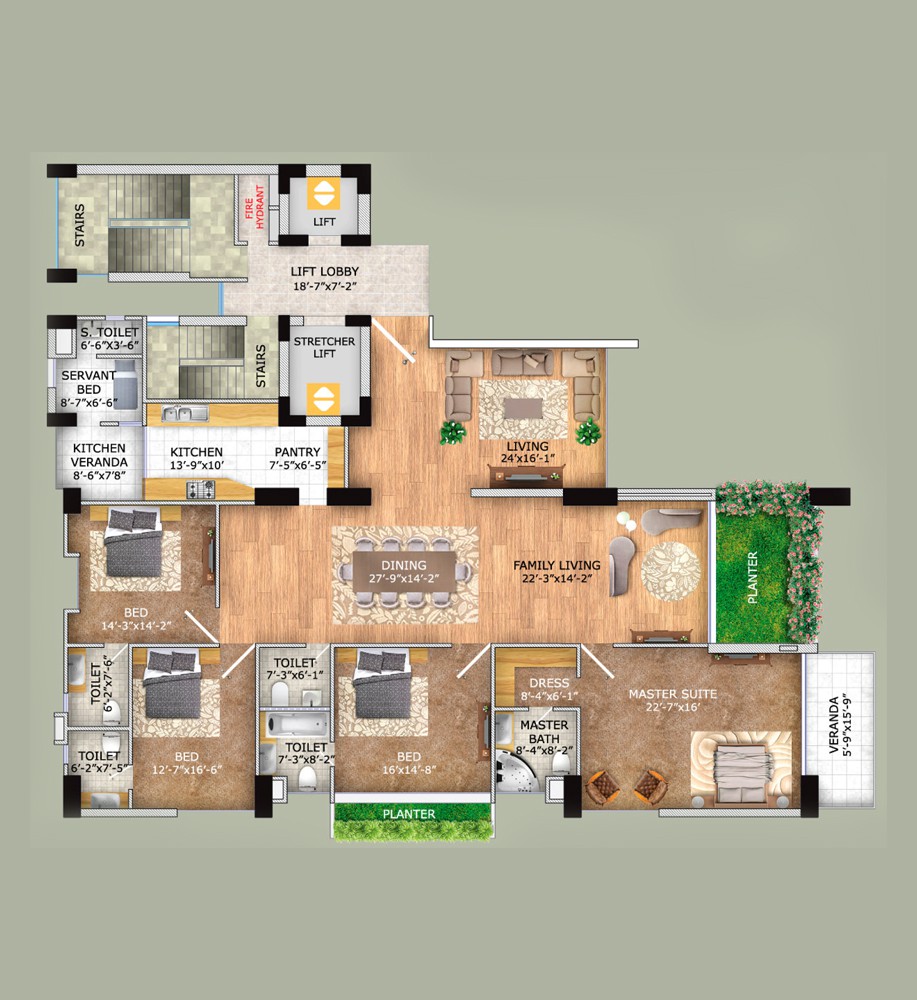 STAIRS
FIRE
HYDRANT
LIFT
LIFT LOBBY
18'-7"x7'-2"
S. TOILET
6'-6"X3'-6"
SERVANT
BED
8'-7"x6'-6"
STAIRS
STRETCHER
LIFT
KITCHEN
VERANDA
8'-6"x7'8"
KITCHEN
13'-9"x10'
PANTRY
7'-5"x6'-5"
LIVING
24'x16'-1"
BED
14'-3"x14'-2"
DINING
27'-9"x14'-2"
FAMILY LIVING
22'-3"x14'-2"
PLANTER
TOILET
6'-2"x7'-6"
TOILET
6'-2"x7'-5"
BED
12'-7"x16'-6"
TOILET
7'-3"x6'-1"
TOILET
7'-3"x8'-2"
BED
16'x14'-8"
PLANTER
DRESS
8'-4"x6'-1"
MASTER
BATH
8'-4"x8'-2"
MASTER SUITE
22'-7"x16'
VERANDA
5'-9"x15'-9"